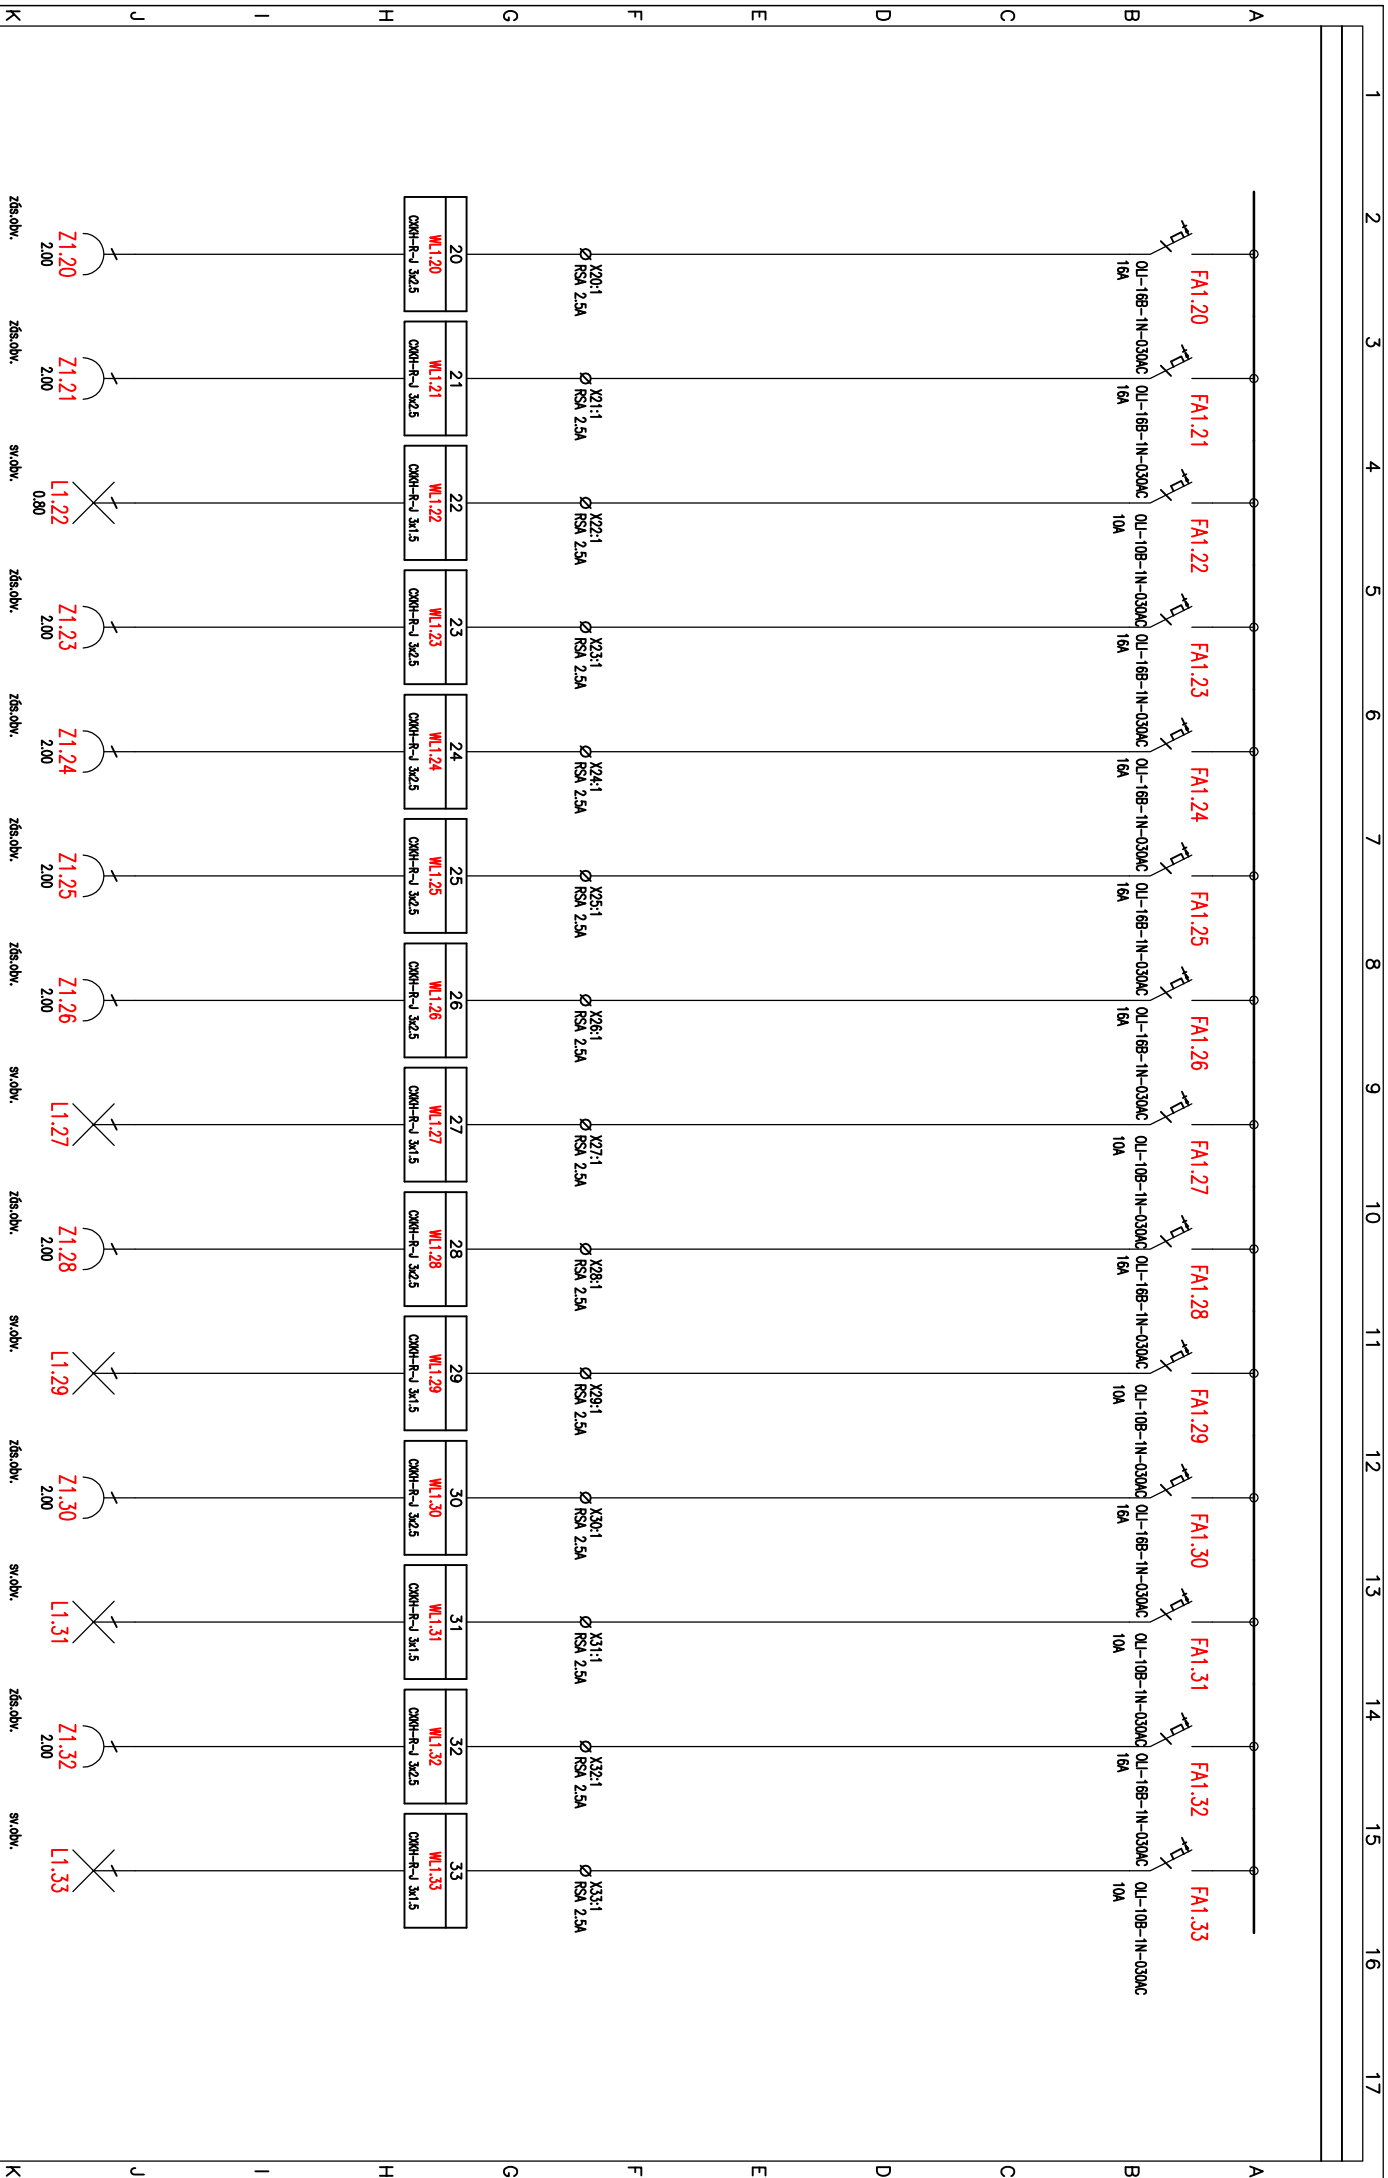 1 2 3 4 5 6 7 8 9 10 11 12 13 14 15 16 17
A A
FA1.20 FA1.21 FA1.22 FA1.23 FA1.24 FA1.25 FA1.26 FA1.27 FA1.28 FA1.29 FA1.30 FA1.31 FA1.32 FA1.33
B B
OLI-16B-1N-030AC OLI-16B-1N-030AC OLI-10B-1N-030AC OLI-16B-1N-030AC OLI-16B-1N-030AC OLI-16B-1N-030AC OLI-16B-1N-030AC OLI-10B-1N-030AC OLI-16B-1N-030AC OLI-10B-1N-030AC OLI-16B-1N-030AC OLI-10B-1N-030AC OLI-16B-1N-030AC OLI-10B-1N-030AC
16A 16A 10A 16A 16A 16A 16A 10A 16A 10A 16A 10A 16A 10A
C C
D D
E E
F F
X20:1 X21:1 X22:1 X23:1 X24:1 X25:1 X26:1 X27:1 X28:1 X29:1 X30:1 X31:1 X32:1 X33:1
RSA 2.5A RSA 2.5A RSA 2.5A RSA 2.5A RSA 2.5A RSA 2.5A RSA 2.5A RSA 2.5A RSA 2.5A RSA 2.5A RSA 2.5A RSA 2.5A RSA 2.5A RSA 2.5A
G G
20 21 22 23 24 25 26 27 28 29 30 31 32 33
WL1.20 WL1.21 WL1.22 WL1.23 WL1.24 WL1.25 WL1.26 WL1.27 WL1.28 WL1.29 WL1.30 WL1.31 WL1.32 WL1.33
CXKH-R-J 3x2.5 CXKH-R-J 3x2.5 CXKH-R-J 3x1.5 CXKH-R-J 3x2.5 CXKH-R-J 3x2.5 CXKH-R-J 3x2.5 CXKH-R-J 3x2.5 CXKH-R-J 3x1.5 CXKH-R-J 3x2.5 CXKH-R-J 3x1.5 CXKH-R-J 3x2.5 CXKH-R-J 3x1.5 CXKH-R-J 3x2.5 CXKH-R-J 3x1.5
H H
I I
J J
Z1.20 Z1.21 L1.22 Z1.23 Z1.24 Z1.25 Z1.26 L1.27 Z1.28 L1.29 Z1.30 L1.31 Z1.32 L1.33
2.00 2.00 0.80 2.00 2.00 2.00 2.00 2.00 2.00 2.00
K K
zás.obv. zás.obv. sv.obv. zás.obv. zás.obv. zás.obv. zás.obv. sv.obv. zás.obv. sv.obv. zás.obv. sv.obv. zás.obv. sv.obv.